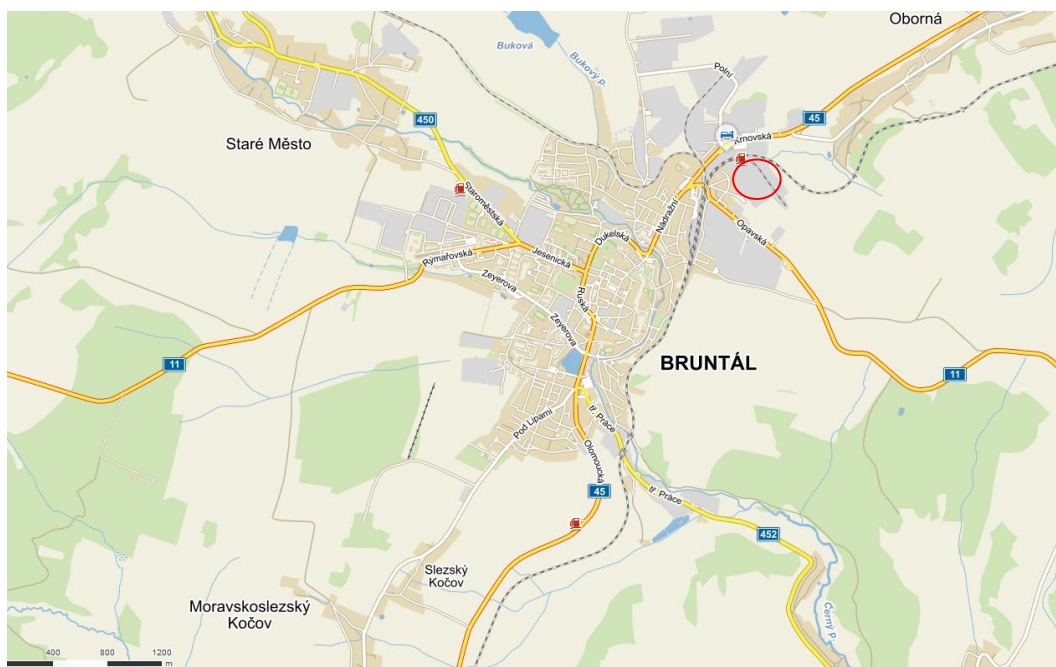 Oborná
Buková
Bukový p.
Polní
45
Krnovská
450
Staré Město
Staroměstská
Nádražní
Opavská
Dukelská
Rýmařovská
Jesenická
Zeyerova
Ruská
Zeyerova
11
BRUNTÁL
11
Pod Lipami
tř. Práce
Olomoucká
45
tř. Práce
452
Slezský
Kočov
Moravskoslezský
Kočov
Černý p.
400 800 1200
m